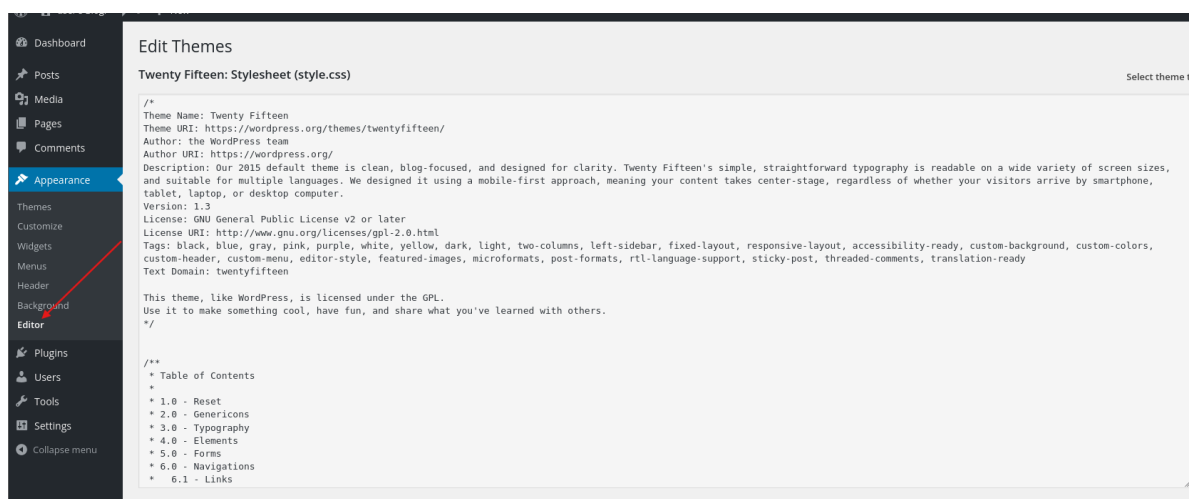 Dashboard
Posts
Media
Pages
Comments
Appearance
Themes
Customize
Widgets
Menus
Header
Background
Editor
Plugins
Users
Tools
Settings
Collapse menu
Edit Themes
Twenty Fifteen: Stylesheet (style.css)
Select theme t
/*
Theme Name: Twenty Fifteen
Theme URI: https://wordpress.org/themes/twentyfifteen/
Author: the WordPress team
Author URI: https://wordpress.org/
Description: Our 2015 default theme is clean, blog-focused, and designed for clarity. Twenty Fifteen's simple, straightforward typography is readable on a wide variety of screen sizes,
and suitable for multiple languages. We designed it using a mobile-first approach, meaning your content takes center-stage, regardless of whether your visitors arrive by smartphone,
tablet, laptop, or desktop computer.
Version: 1.3
License: GNU General Public License v2 or later
License URI: http://www.gnu.org/licenses/gpl-2.0.html
Tags: black, blue, gray, pink, purple, white, yellow, dark, light, two-columns, left-sidebar, fixed-layout, responsive-layout, accessibility-ready, custom-background, custom-colors,
custom-header, custom-menu, editor-style, featured-images, microformats, post-formats, rtl-language-support, sticky-post, threaded-comments, translation-ready
Text Domain: twentyfifteen
This theme, like WordPress, is licensed under the GPL.
Use it to make something cool, have fun, and share what you've learned with others.
*/
/**
* Table of Contents
*
* 1.0 - Reset
* 2.0 - Genericons
* 3.0 - Typography
* 4.0 - Elements
* 5.0 - Forms
* 6.0 - Navigations
* 6.1 - Links